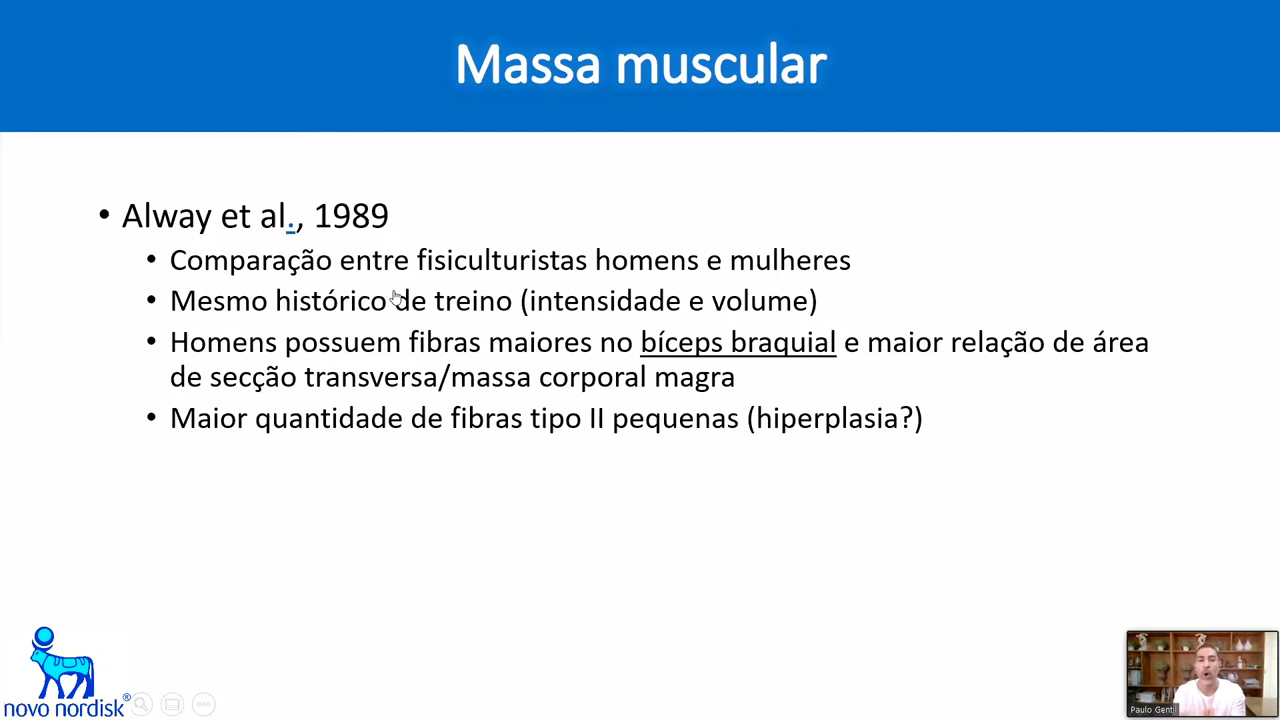 Massa muscular
• Alway et al., 1989
• Comparação entre fisiculturistas homens e mulheres
• Mesmo histórico de treino (intensidade e volume)
• Homens possuem fibras maiores no bíceps braquial e maior relação de área
de secção transversa/massa corporal magra
• Maior quantidade de fibras tipo II pequenas (hiperplasia?)
novo nordisk®
Paulo Gentil